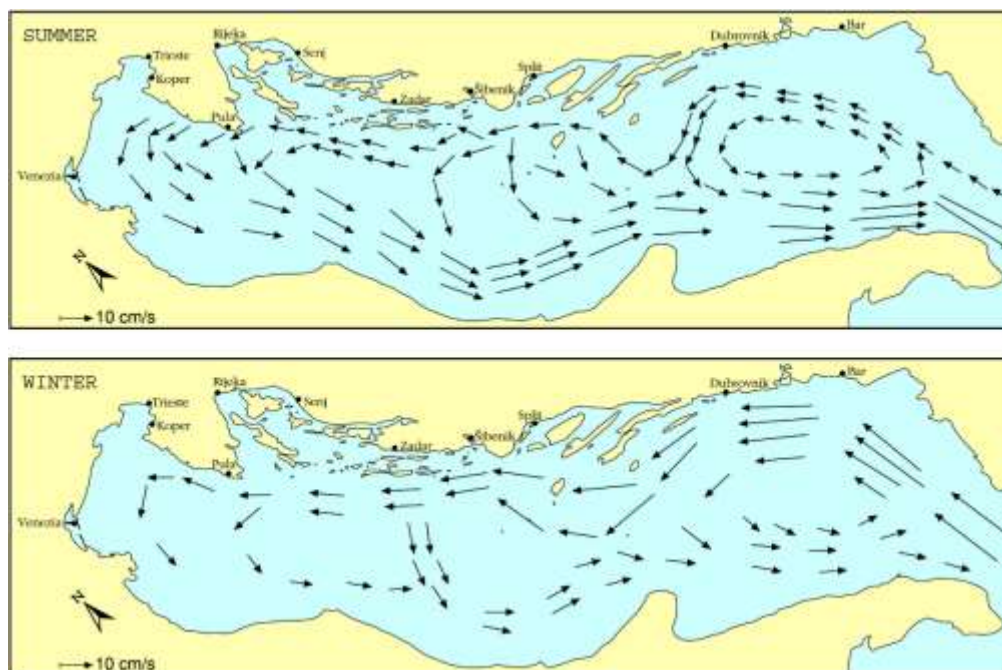 SUMMER
Rijeka
Senj
Trieste
Koper
Pula
Zadar
Šibenik
Split
Dubrovnik
Bar
Venezia
N
10 cm/s
WINTER
Rijeka
Senj
Trieste
Koper
Pula
Zadar
Šibenik
Split
Dubrovnik
Bar
Venezia
N
10 cm/s